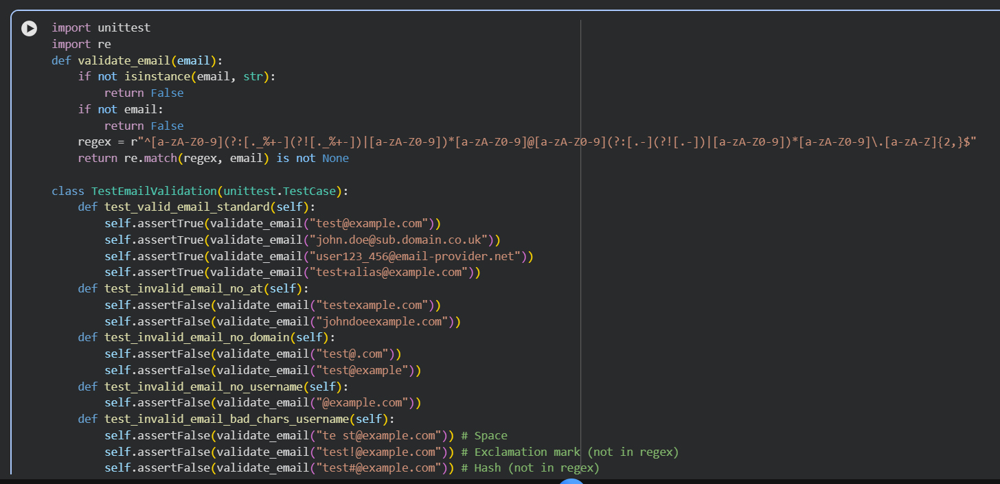 import unittest
import re
def validate_email(email):
    if not isinstance(email, str):
        return False
    if not email:
        return False
    regex = r"^[a-zA-Z0-9](?:[._%+-](?![._%+-])|[a-zA-Z0-9])*[a-zA-Z0-9]@[a-zA-Z0-9](?:[.-](?![.-])|[a-zA-Z0-9])*[a-zA-Z0-9]\.[a-zA-Z]{2,}$"
    return re.match(regex, email) is not None

class TestEmailValidation(unittest.TestCase):
    def test_valid_email_standard(self):
        self.assertTrue(validate_email("test@example.com"))
        self.assertTrue(validate_email("john.doe@sub.domain.co.uk"))
        self.assertTrue(validate_email("user123_456@email-provider.net"))
        self.assertTrue(validate_email("test+alias@example.com"))
    def test_invalid_email_no_at(self):
        self.assertFalse(validate_email("testexample.com"))
        self.assertFalse(validate_email("johndoeexample.com"))
    def test_invalid_email_no_domain(self):
        self.assertFalse(validate_email("test@.com"))
        self.assertFalse(validate_email("test@example"))
    def test_invalid_email_no_username(self):
        self.assertFalse(validate_email("@example.com"))
    def test_invalid_email_bad_chars_username(self):
        self.assertFalse(validate_email("te st@example.com")) # Space
        self.assertFalse(validate_email("test!@example.com")) # Exclamation mark (not in regex)
        self.assertFalse(validate_email("test#@example.com")) # Hash (not in regex)